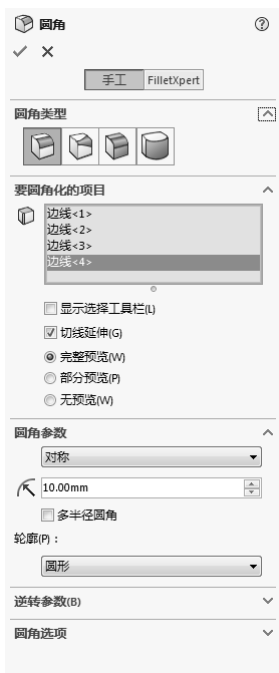 圆角
手工 FilletXpert
圆角类型
要圆角化的项目
边线<1>
边线<2>
边线<3>
边线<4>
显示选择工具栏(L)
切线延伸(G)
完整预览(W)
部分预览(P)
无预览(W)
圆角参数
对称
10.00mm
多半径圆角
轮廓(P)：
圆形
逆转参数(B)
圆角选项